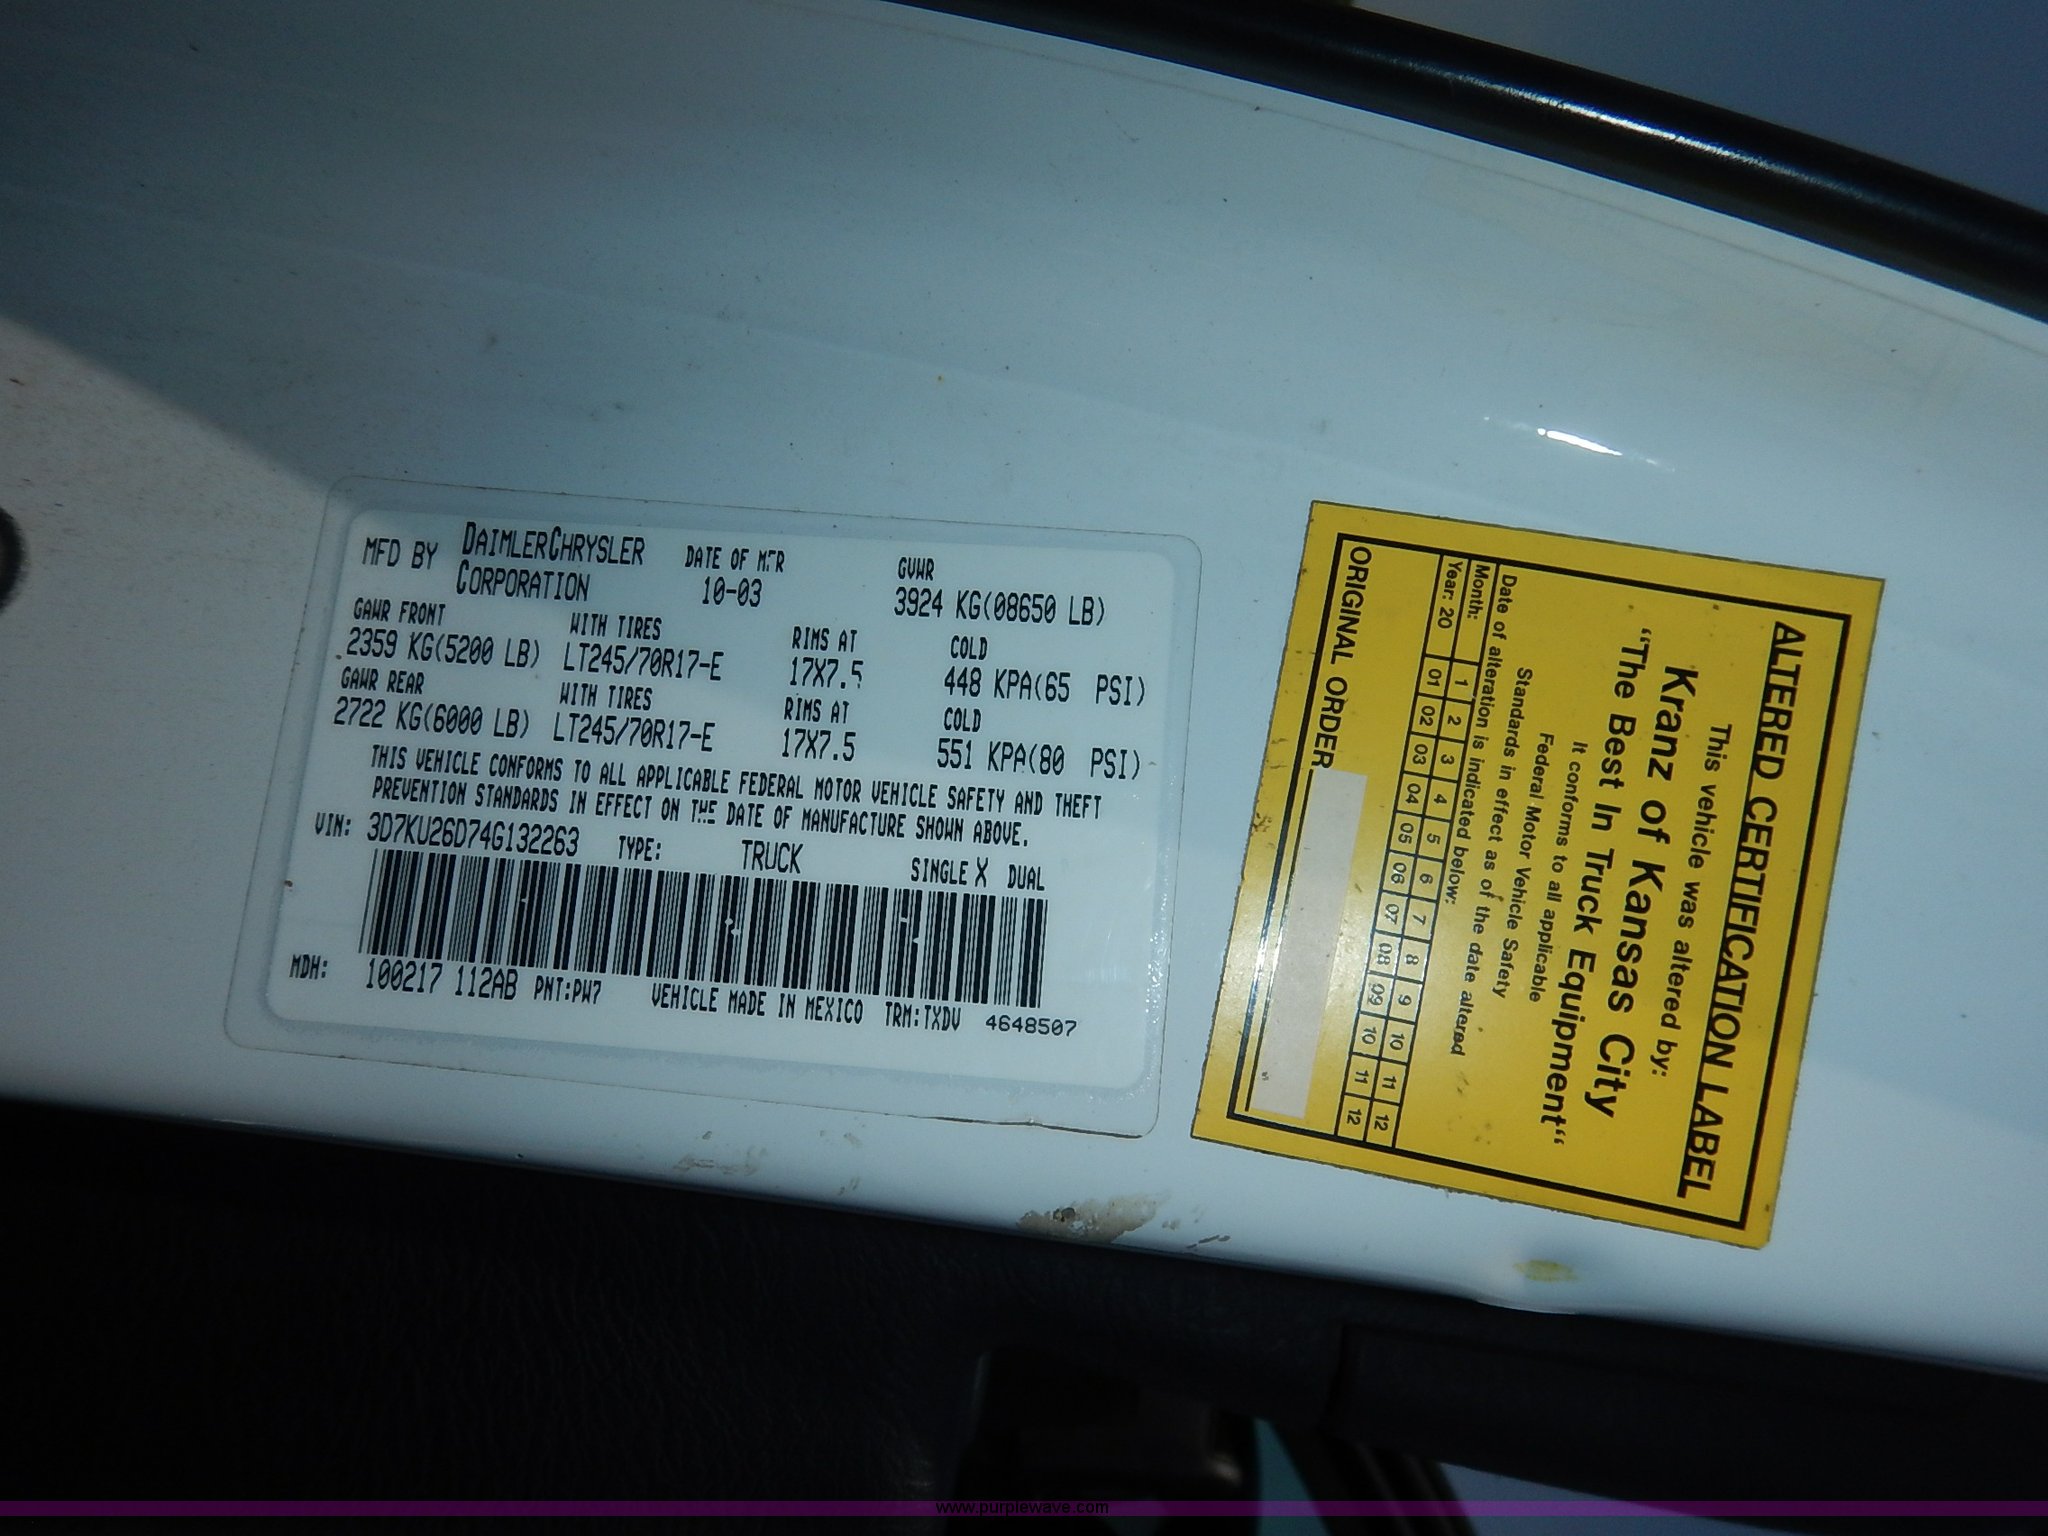 MFD BY DAIMLERCHRYSLER CORPORATION DATE OF MFR 10-03 GVWR 3924 KG(08650 LB)
GAWR FRONT WITH TIRES RIMS AT COLD
2359 KG(5200 LB) LT245/70R17-E 17X7.5 448 KPA(65 PSI)
GAWR REAR WITH TIRES RIMS AT COLD
2722 KG(6000 LB) LT245/70R17-E 17X7.5 551 KPA(80 PSI)
THIS VEHICLE CONFORMS TO ALL APPLICABLE FEDERAL MOTOR VEHICLE SAFETY AND THEFT
PREVENTION STANDARDS IN EFFECT ON THE DATE OF MANUFACTURE SHOWN ABOVE.
VIN: 3D7KU26D74G132263 TYPE: TRUCK SINGLE X DUAL
MDH: 100217 112AB PNT:PW7 VEHICLE MADE IN MEXICO TRM:TXDV 4648507
ALTERED CERTIFICATION LABEL
This vehicle was altered by:
Kranz of Kansas City
"The Best In Truck Equipment"
It conforms to all applicable
Federal Motor Vehicle Safety
Standards in effect as of the date altered
Date of alteration is indicated below:
Month: 1 2 3 4 5 6 7 8 9 10 11 12
Year: 20 01 02 03 04 05 06 07 08 09 10 11 12
ORIGINAL ORDER
www.purplewave.com